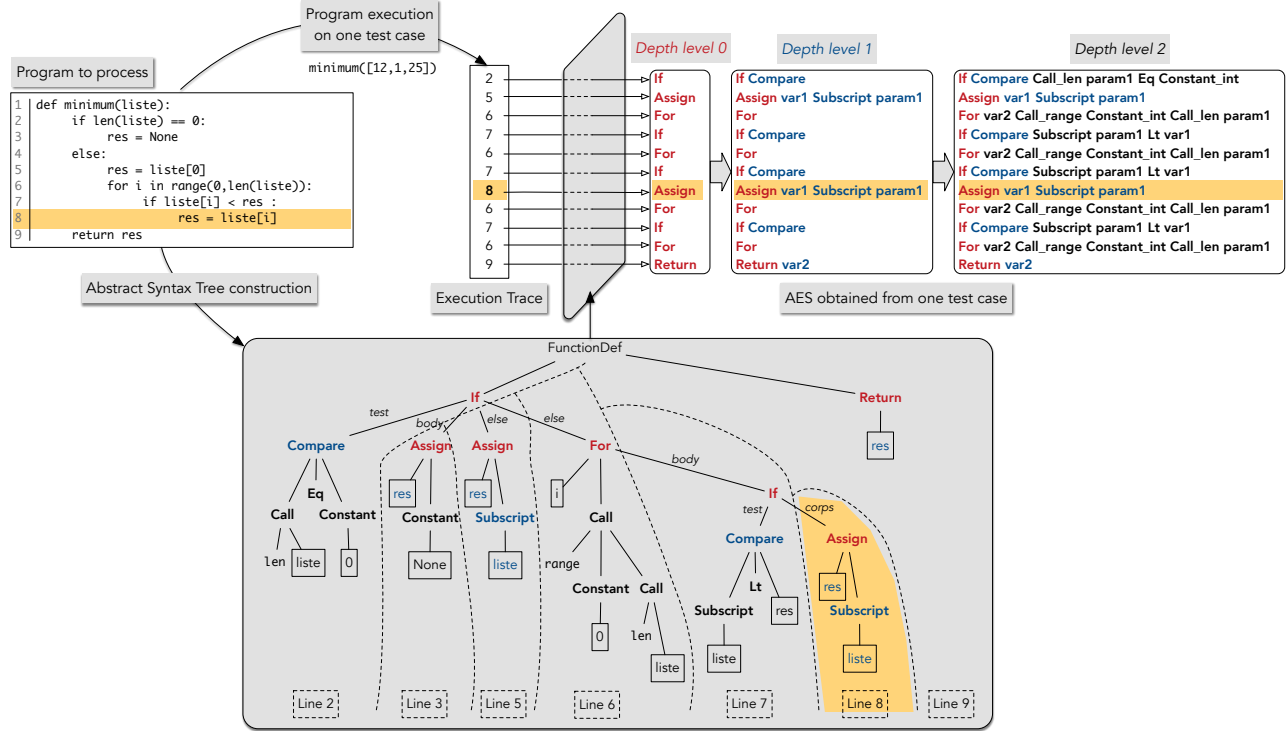 Program execution
on one test case
minimum([12,1,25])
Program to process
1 def minimum(liste):
2 if len(liste) == 0:
3 res = None
4 else:
5 res = liste[0]
6 for i in range(0,len(liste)):
7 if liste[i] < res :
8 res = liste[i]
9 return res
Abstract Syntax Tree construction
2
5
6
7
6
7
8
6
7
6
9
Execution Trace
Depth level 0
If
Assign
For
If
For
If
Assign
For
If
For
Return
Depth level 1
If Compare
Assign var1 Subscript param1
For
If Compare
For
If Compare
Assign var1 Subscript param1
For
If Compare
For
Return var2
Depth level 2
If Compare Call_len param1 Eq Constant_int
Assign var1 Subscript param1
For var2 Call_range Constant_int Call_len param1
If Compare Subscript param1 Lt var1
For var2 Call_range Constant_int Call_len param1
If Compare Subscript param1 Lt var1
Assign var1 Subscript param1
For var2 Call_range Constant_int Call_len param1
If Compare Subscript param1 Lt var1
For var2 Call_range Constant_int Call_len param1
Return var2
AES obtained from one test case
FunctionDef
If
Return
test
body
else
else
res
Compare
Assign
Assign
For
body
Eq
res
res
i
If
Call
Constant
Constant
Subscript
Call
test
corps
len
liste
0
None
liste
range
Compare
Assign
Constant
Call
Lt
res
res
Subscript
Subscript
0
len
liste
liste
liste
Line 2
Line 3
Line 5
Line 6
Line 7
Line 8
Line 9